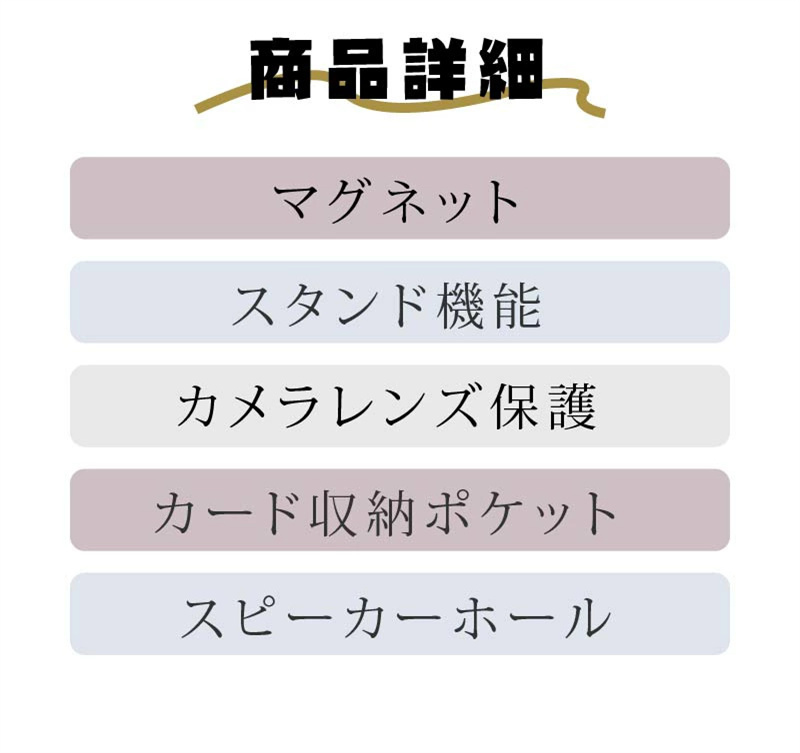 商品詳細
マグネット
スタンド機能
カメラレンズ保護
カード収納ポケット
スピーカーホール